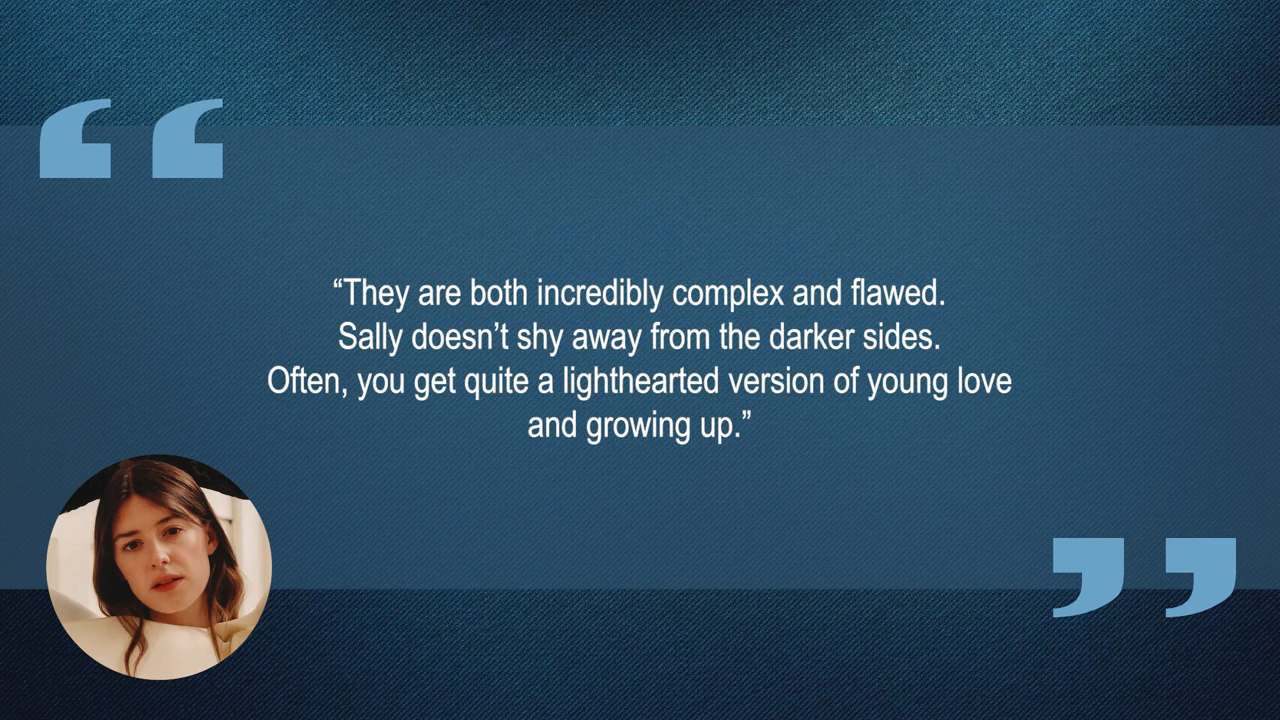 “They are both incredibly complex and flawed.
Sally doesn’t shy away from the darker sides.
Often, you get quite a lighthearted version of young love
and growing up.”